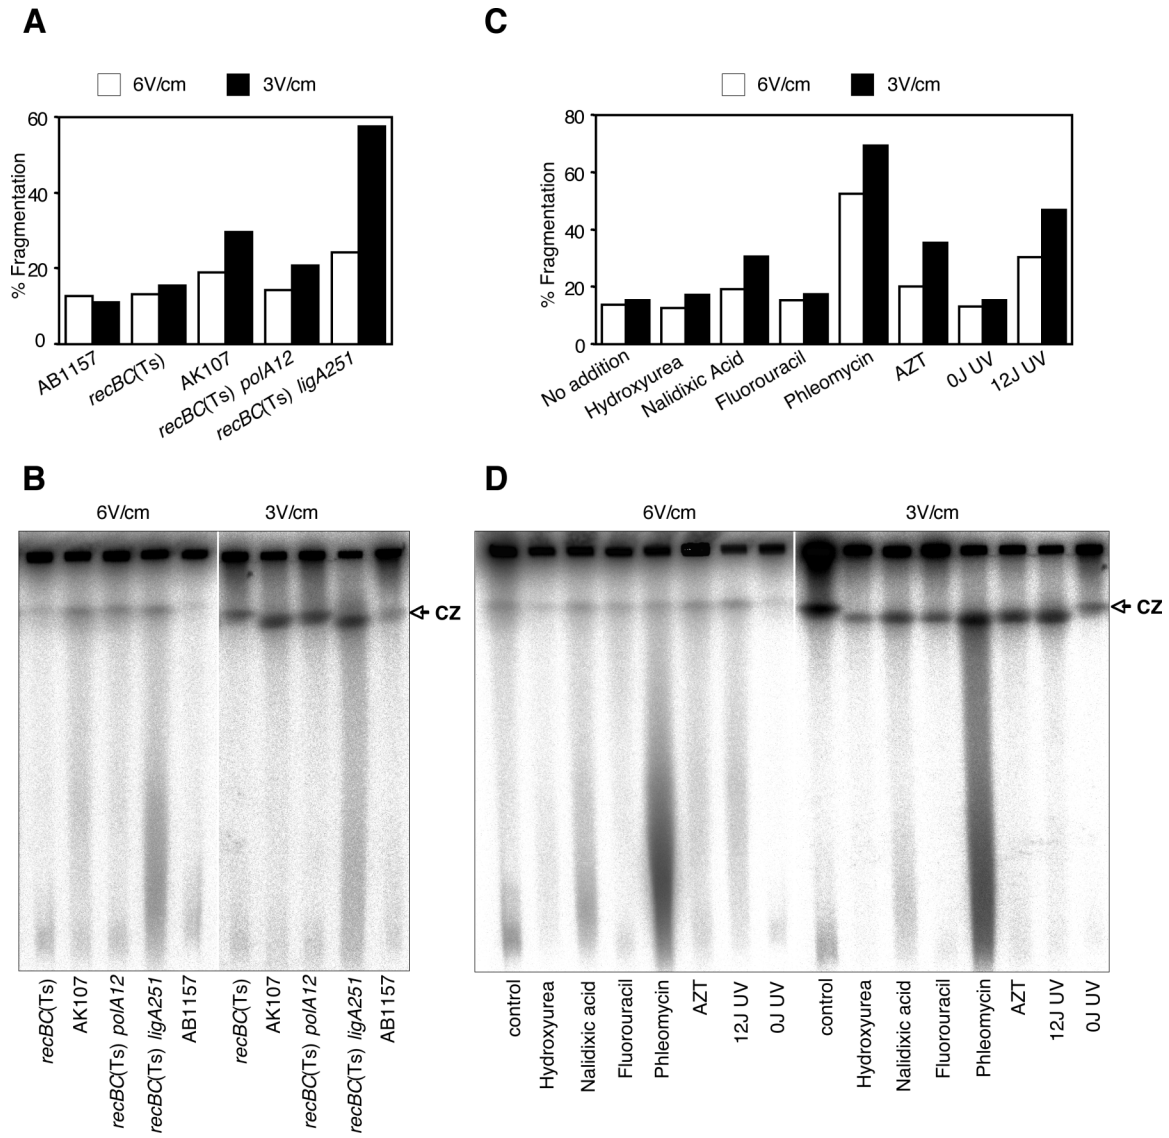 A
6V/cm 3V/cm
% Fragmentation
60
40
20
0
AB1157
recBC(Ts)
AK107
recBC(Ts) polA12
recBC(Ts) ligA251
C
6V/cm 3V/cm
% Fragmentation
80
60
40
20
0
No addition
Hydroxyurea
Nalidixic Acid
Fluorouracil
Phleomycin
AZT
0J UV
12J UV
B
6V/cm 3V/cm
CZ
recBC(Ts)
AK107
recBC(Ts) polA12
recBC(Ts) ligA251
AB1157
recBC(Ts)
AK107
recBC(Ts) polA12
recBC(Ts) ligA251
AB1157
D
6V/cm 3V/cm
CZ
control
Hydroxyurea
Nalidixic acid
Fluorouracil
Phleomycin
AZT
12J UV
0J UV
control
Hydroxyurea
Nalidixic acid
Fluorouracil
Phleomycin
AZT
12J UV
0J UV